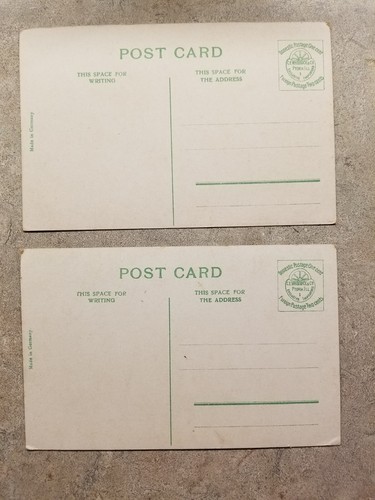 POST CARD
THIS SPACE FOR
WRITING
THIS SPACE FOR
THE ADDRESS
Domestic Postage One cent
Foreign Postage Two cents
Made in Germany
POST CARD
THIS SPACE FOR
WRITING
THIS SPACE FOR
THE ADDRESS
Domestic Postage One cent
Foreign Postage Two cents
Made in Germany